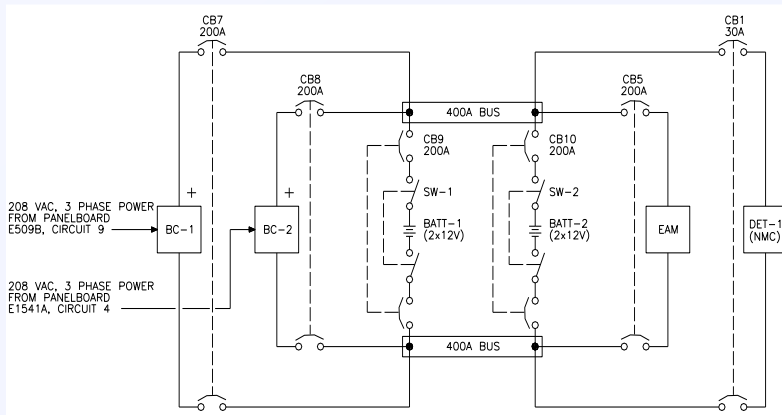 CB7
200A
CB1
30A
CB8
200A
CB5
200A
400A BUS
CB9
200A
CB10
200A
+
+
SW-1
SW-2
208 VAC, 3 PHASE POWER
FROM PANELBOARD
E509B, CIRCUIT 9
BC-1
BC-2
BATT-1
(2x12V)
BATT-2
(2x12V)
EAM
DET-1
(NMC)
208 VAC, 3 PHASE POWER
FROM PANELBOARD
E1541A, CIRCUIT 4
400A BUS